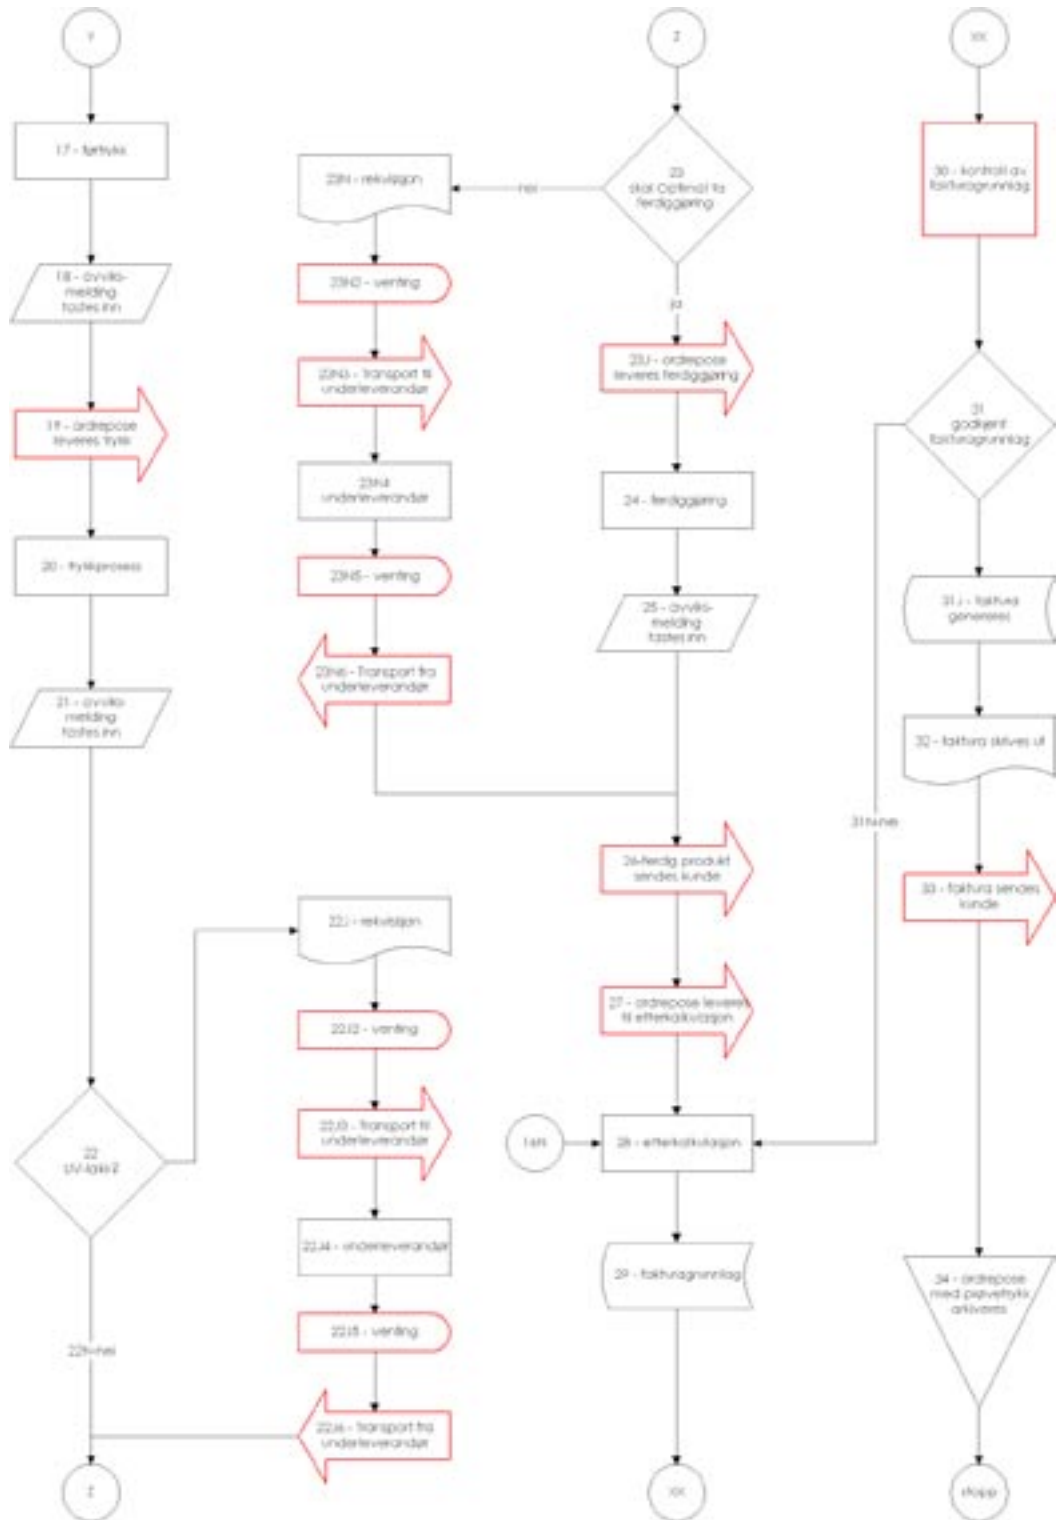 Y
17 - førtrykk
18 - avviks-
melding
tastes inn
19 - ordrepose
leveres trykk
20 - trykkprosess
21 - avviks-
melding
tastes inn
22
UV-lakk?
22N-nei
Z
23N - rekvisisjon
23N2 - venting
23N3 - Transport til
underleverandør
23N4
underleverandør
23N5 - venting
23N6 - Transport fra
underleverandør
22J - rekvisisjon
22J2 - venting
22J3 - Transport til
underleverandør
22J4 - underleverandør
22J5 - venting
22J6 - Transport fra
underleverandør
Z
23
skal Optimal ta
ferdiggjøring
nei
ja
23J - ordrepose
leveres ferdiggjøring
24 - ferdiggjøring
25 - avviks-
melding
tastes inn
26-ferdig produkt
sendes kunde
27 - ordrepose leveres
til etterkalkulasjon
28 - etterkalkulasjon
29 - fakturagrunnlag
XX
XX
30 - kontroll av
fakturagrunnlag
31
godkjent
fakturagrunnlag
31N-nei
31J - faktura
genereres
32 - faktura skrives ut
33 - faktura sendes
kunde
34 - ordrepose
med prøvetrykk
arkiveres
stopp